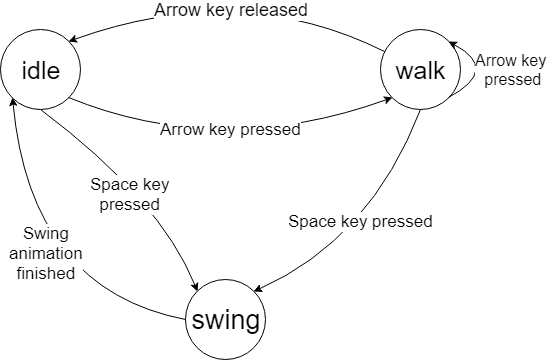 Arrow key released
idle
walk
Arrow key
pressed
Arrow key pressed
Space key
pressed
Space key pressed
Swing
animation
finished
swing